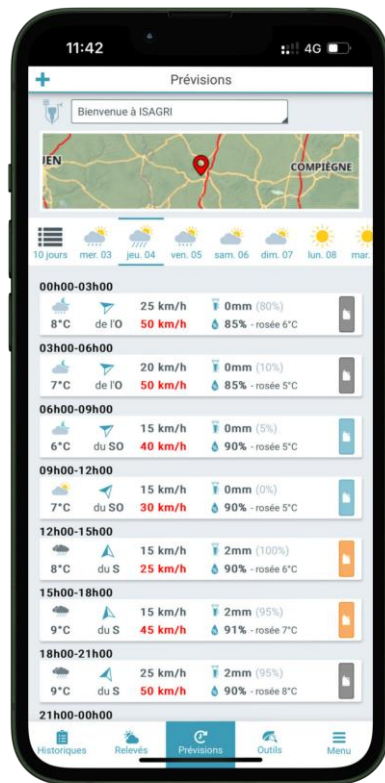 11:42
4G
Prévisions
Bienvenue à ISAGRI
UEN
COMPIÈGNE
10 jours mer. 03 jeu. 04 ven. 05 sam. 06 dim. 07 lun. 08 mar.
00h00-03h00
25 km/h 0mm (80%)
8°C de l'O 50 km/h 85% - rosée 6°C
03h00-06h00
20 km/h 0mm (10%)
7°C de l'O 50 km/h 85% - rosée 5°C
06h00-09h00
15 km/h 0mm (5%)
6°C du SO 40 km/h 90% - rosée 5°C
09h00-12h00
15 km/h 0mm (0%)
7°C du SO 30 km/h 90% - rosée 5°C
12h00-15h00
15 km/h 2mm (100%)
8°C du S 25 km/h 90% - rosée 6°C
15h00-18h00
15 km/h 2mm (95%)
9°C du S 45 km/h 91% - rosée 7°C
18h00-21h00
25 km/h 2mm (95%)
9°C du S 50 km/h 90% - rosée 8°C
21h00-00h00
Historiques Relevés Prévisions Outils Menu